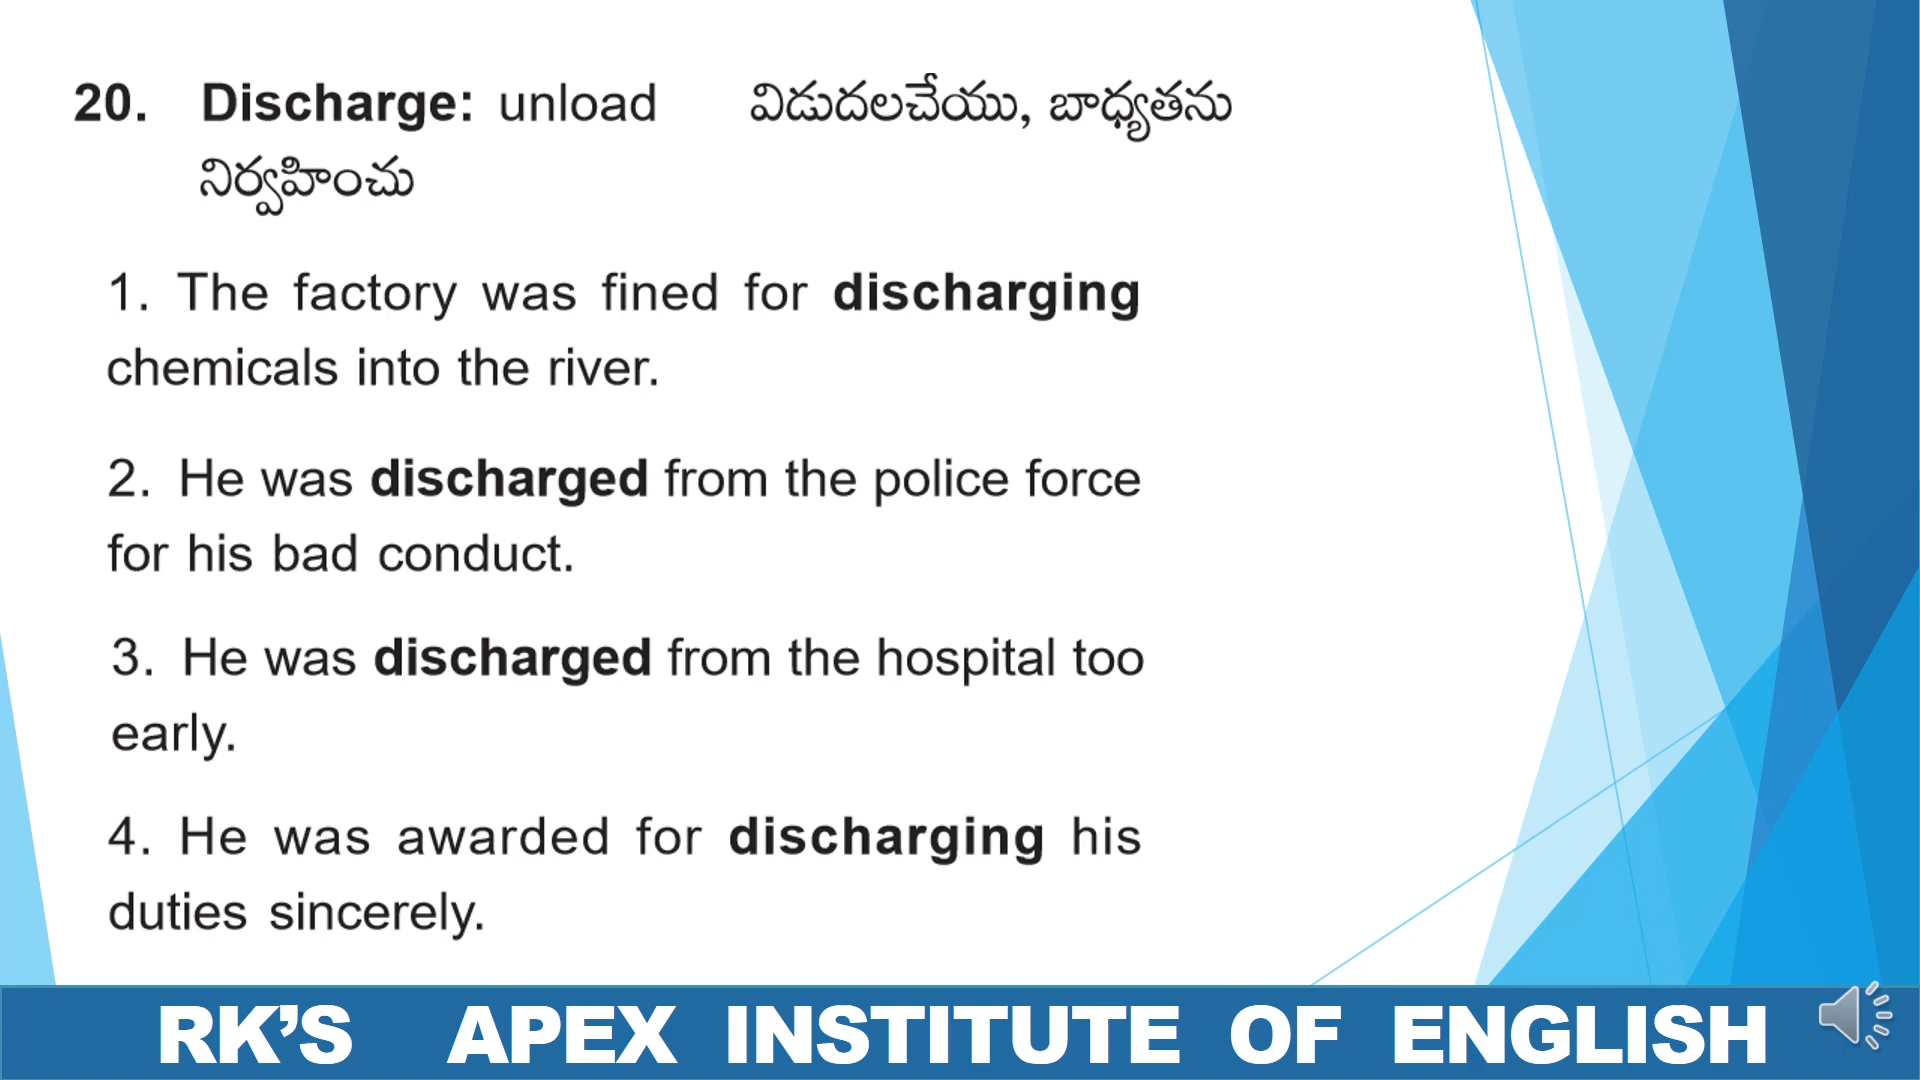 20. Discharge: unload విడుదలచేయు, బాధ్యతను
నిర్వహించు
1. The factory was fined for discharging
chemicals into the river.
2. He was discharged from the police force
for his bad conduct.
3. He was discharged from the hospital too
early.
4. He was awarded for discharging his
duties sincerely.
RK’S APEX INSTITUTE OF ENGLISH